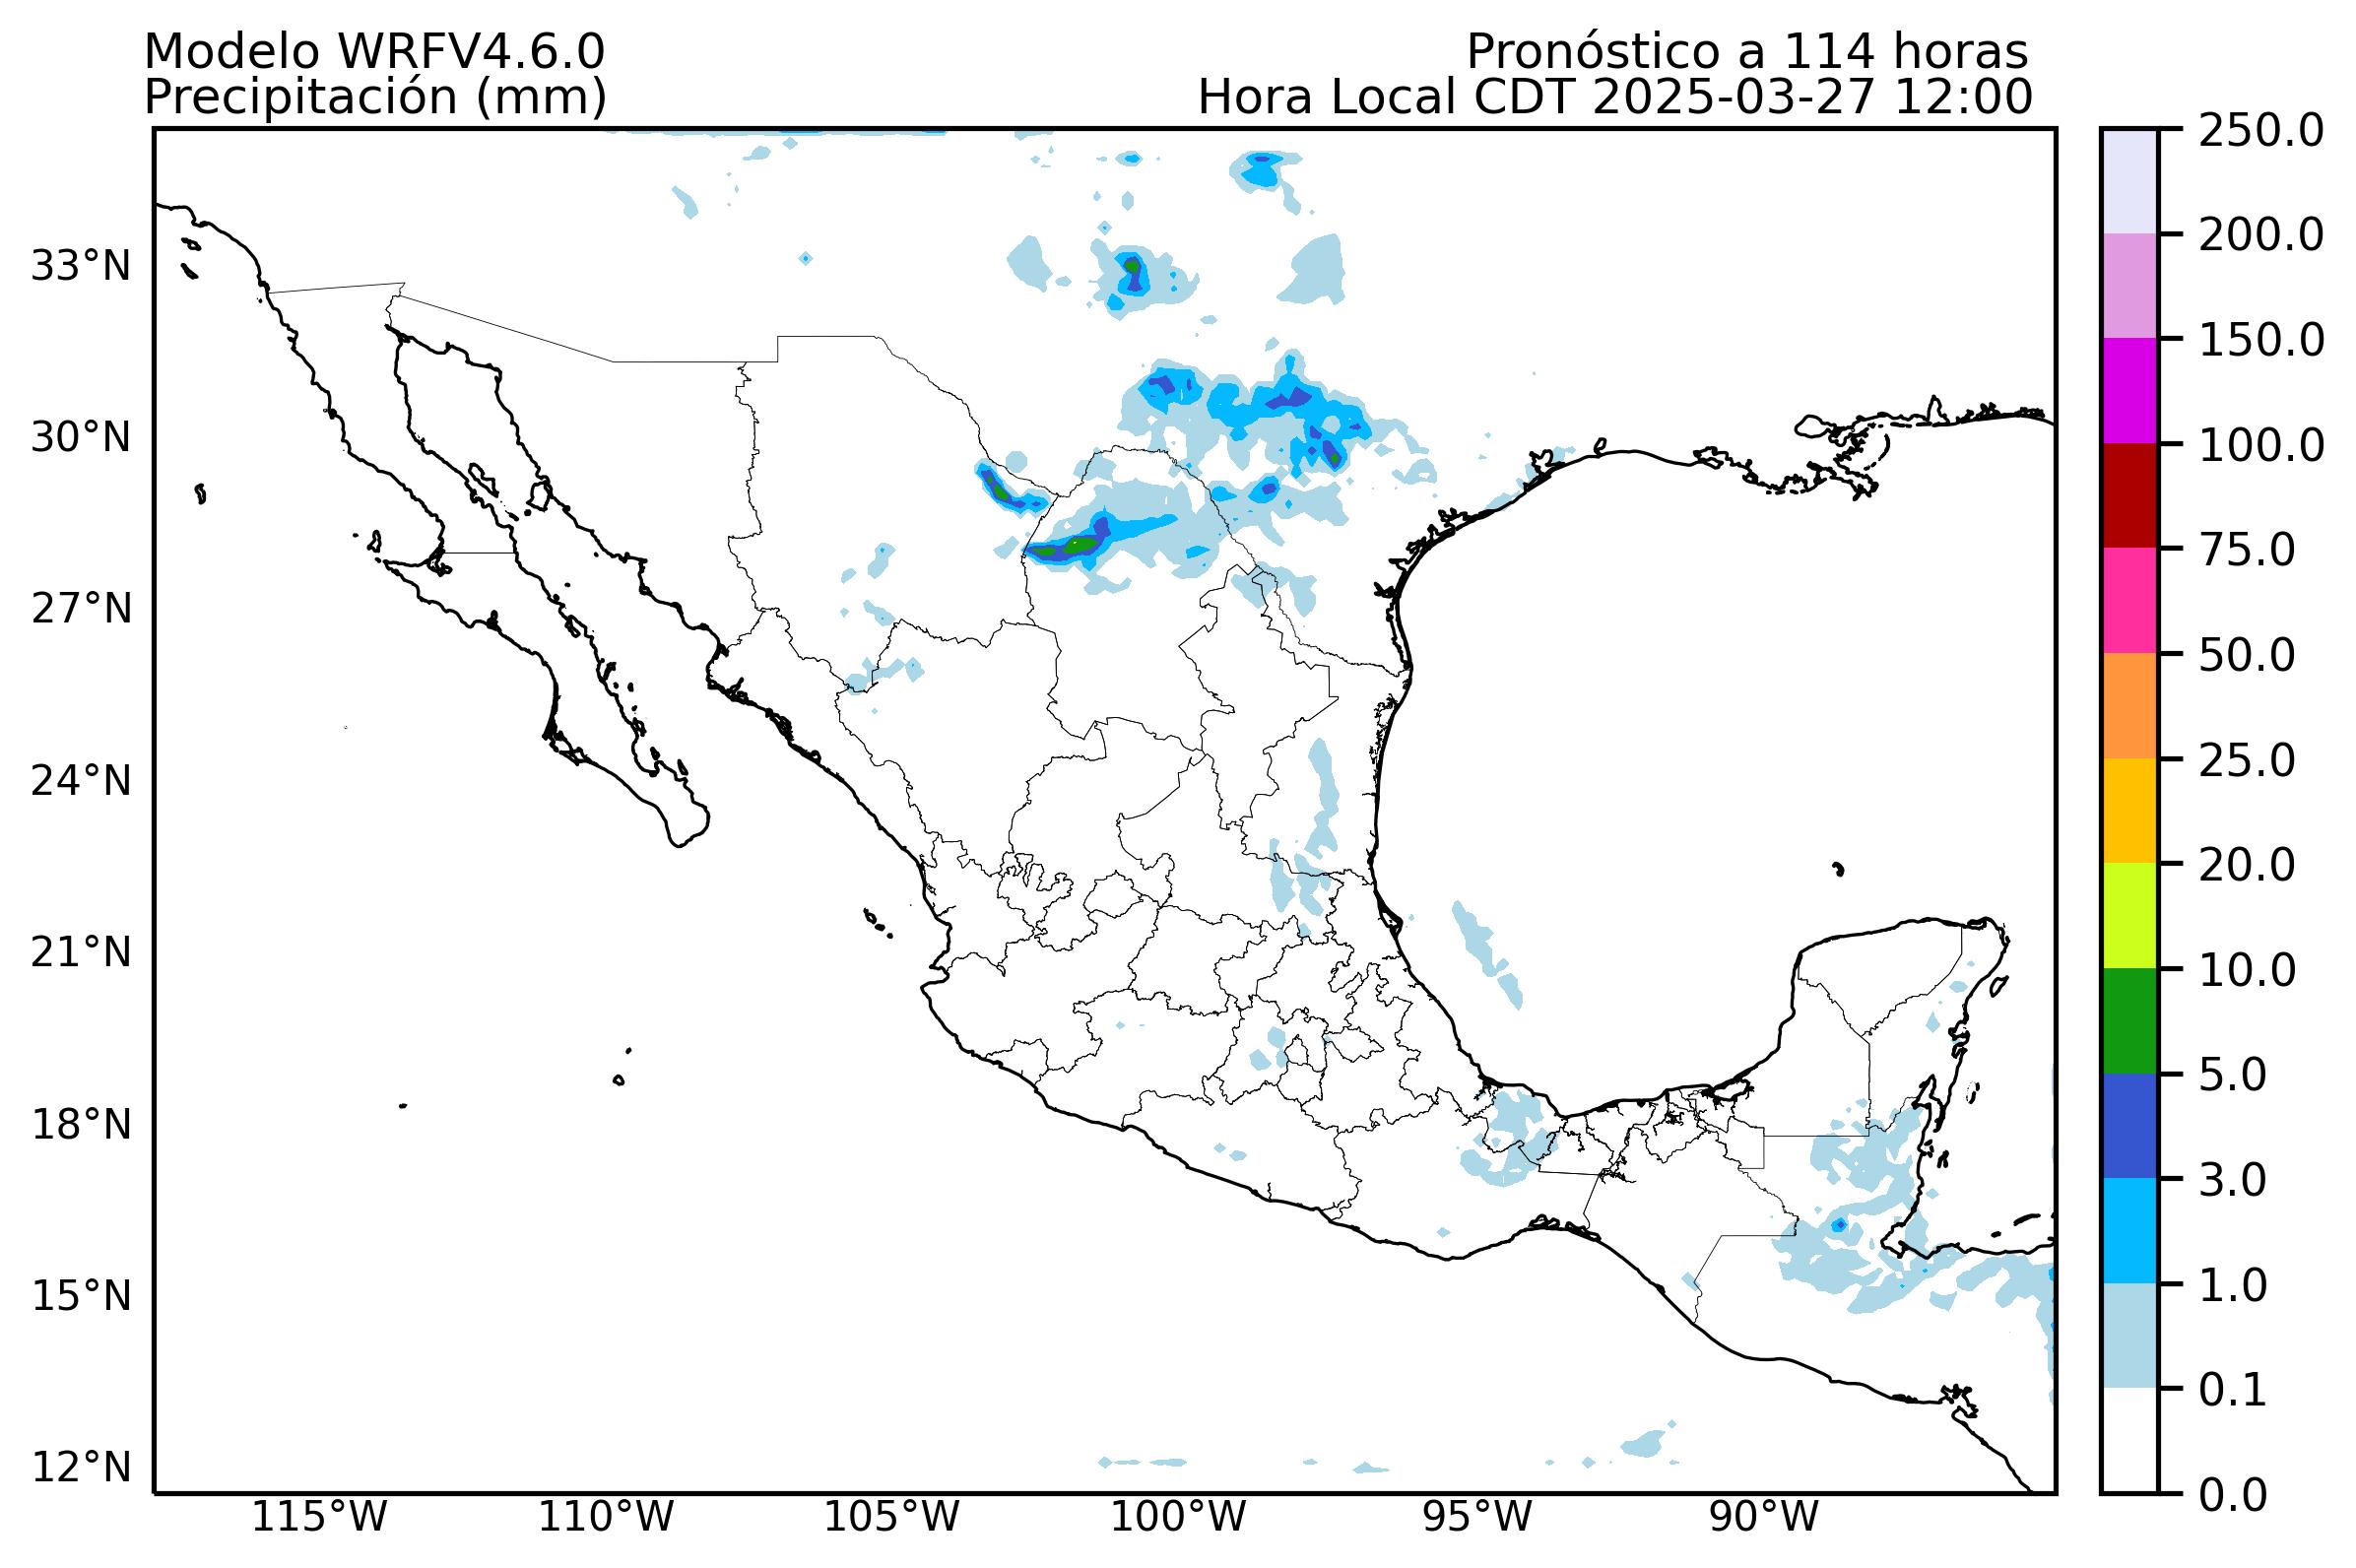 Modelo WRFV4.6.0
Pronóstico a 114 horas
Precipitación (mm)
Hora Local CDT 2025-03-27 12:00
33°N
30°N
27°N
24°N
21°N
18°N
15°N
12°N
115°W
110°W
105°W
100°W
95°W
90°W
250.0
200.0
150.0
100.0
75.0
50.0
25.0
20.0
10.0
5.0
3.0
1.0
0.1
0.0